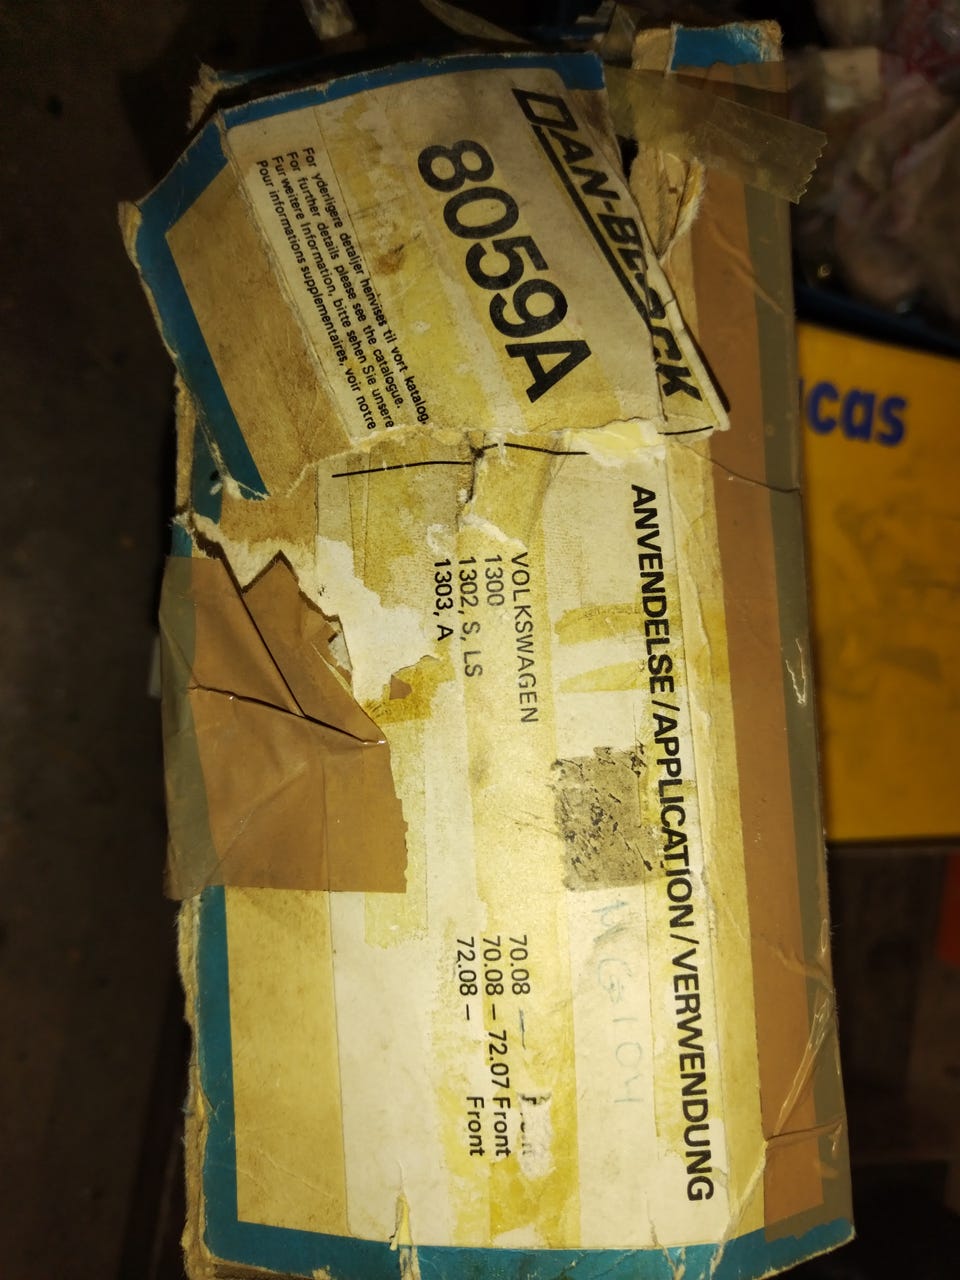 DAN-BLOCK
8059A
For yderligere detaljer henvises til vort katalog.
For further details please see the catalogue.
Für weitere Information, bitte sehen Sie unsere
Pour informations supplementaires, voir notre
ANVENDELSE / APPLICATION / VERWENDUNG
VOLKSWAGEN
1300 70.08 –
1302, S, LS 70.08 – 72.07 Front
1303, A 72.08 – Front
cas